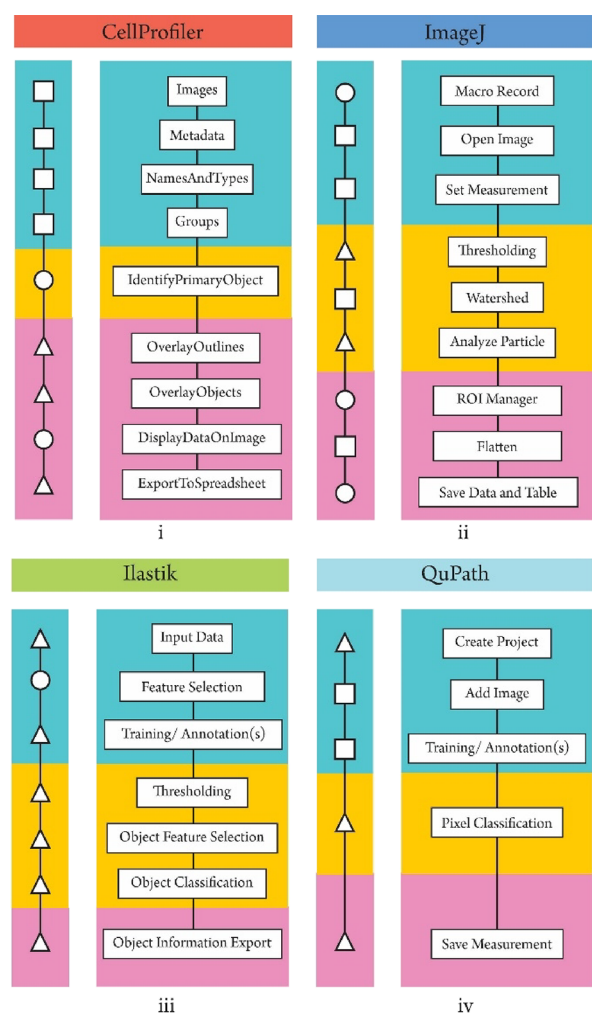 CellProfiler
Images
Metadata
NamesAndTypes
Groups
IdentifyPrimaryObject
OverlayOutlines
OverlayObjects
DisplayDataOnImage
ExportToSpreadsheet
i
ImageJ
Macro Record
Open Image
Set Measurement
Thresholding
Watershed
Analyze Particle
ROI Manager
Flatten
Save Data and Table
ii
Ilastik
Input Data
Feature Selection
Training/ Annotation(s)
Thresholding
Object Feature Selection
Object Classification
Object Information Export
iii
QuPath
Create Project
Add Image
Training/ Annotation(s)
Pixel Classification
Save Measurement
iv